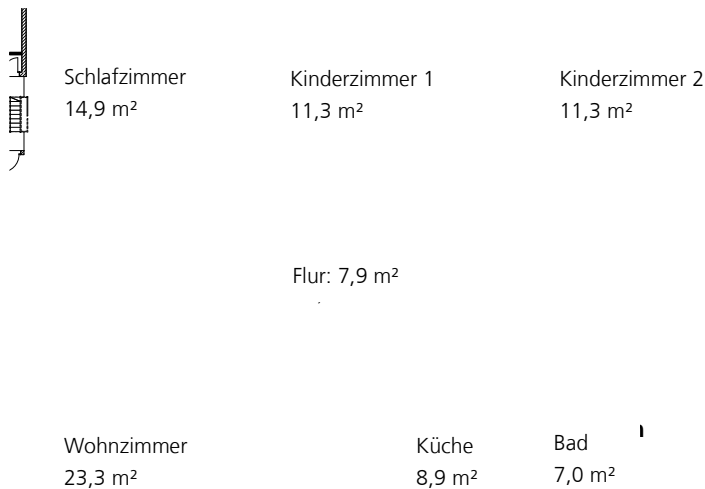 Schlafzimmer
14,9 m²
Kinderzimmer 1
11,3 m²
Kinderzimmer 2
11,3 m²
Flur: 7,9 m²
Wohnzimmer
23,3 m²
Küche
8,9 m²
Bad
7,0 m²